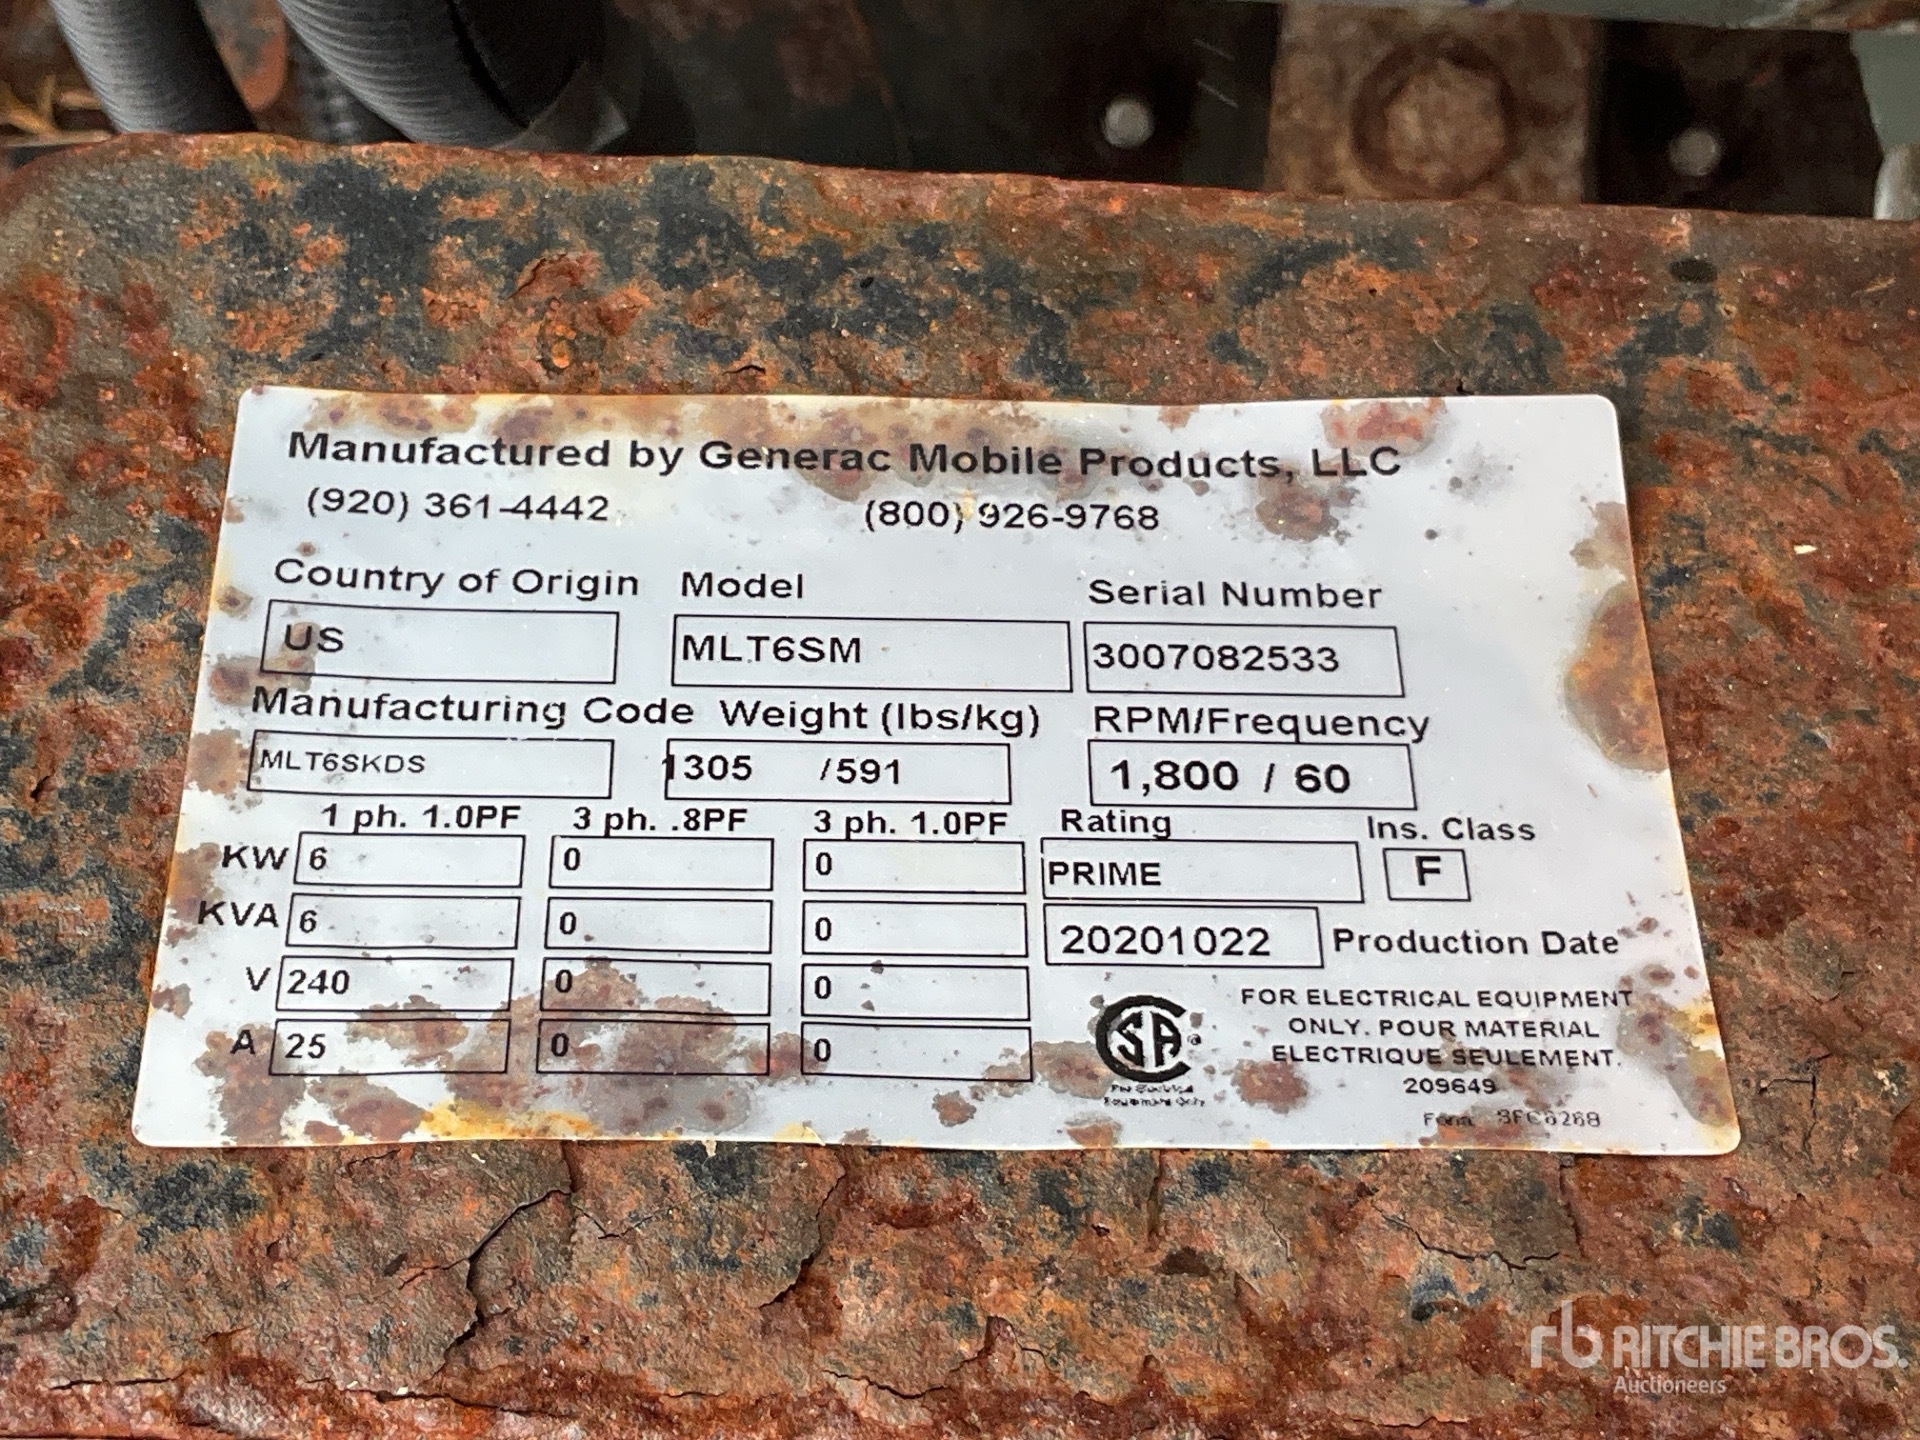 Manufactured by Generac Mobile Products, LLC
(920) 361-4442 (800) 926-9768
Country of Origin Model Serial Number
US MLT6SM 3007082533
Manufacturing Code Weight (lbs/kg) RPM/Frequency
MLT6SKDS 1305 /591 1,800 / 60
1 ph. 1.0PF 3 ph. .8PF 3 ph. 1.0PF Rating Ins. Class
KW 6 0 0 PRIME F
KVA 6 0 0 20201022 Production Date
V 240 0 0
A 25 0 0
FOR ELECTRICAL EQUIPMENT
ONLY. POUR MATERIAL
ELECTRIQUE SEULEMENT.
209649
Form
SA
RITCHIE BROS.
Auctioneers